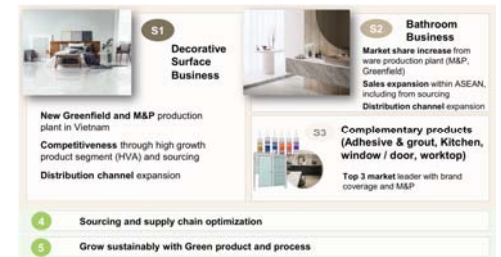 S1
Decorative
Surface
Business
New Greenfield and M&P production
plant in Vietnam
Competitiveness through high growth
product segment (HVA) and sourcing
Distribution channel expansion
S2
Bathroom
Business
Market share increase from
ware production plant (M&P,
Greenfield)
Sales expansion within ASEAN,
including from sourcing
Distribution channel expansion
S3
Complementary products
(Adhesive & grout, Kitchen,
window / door, worktop)
Top 3 market leader with brand
coverage and M&P
4
Sourcing and supply chain optimization
5
Grow sustainably with Green product and process